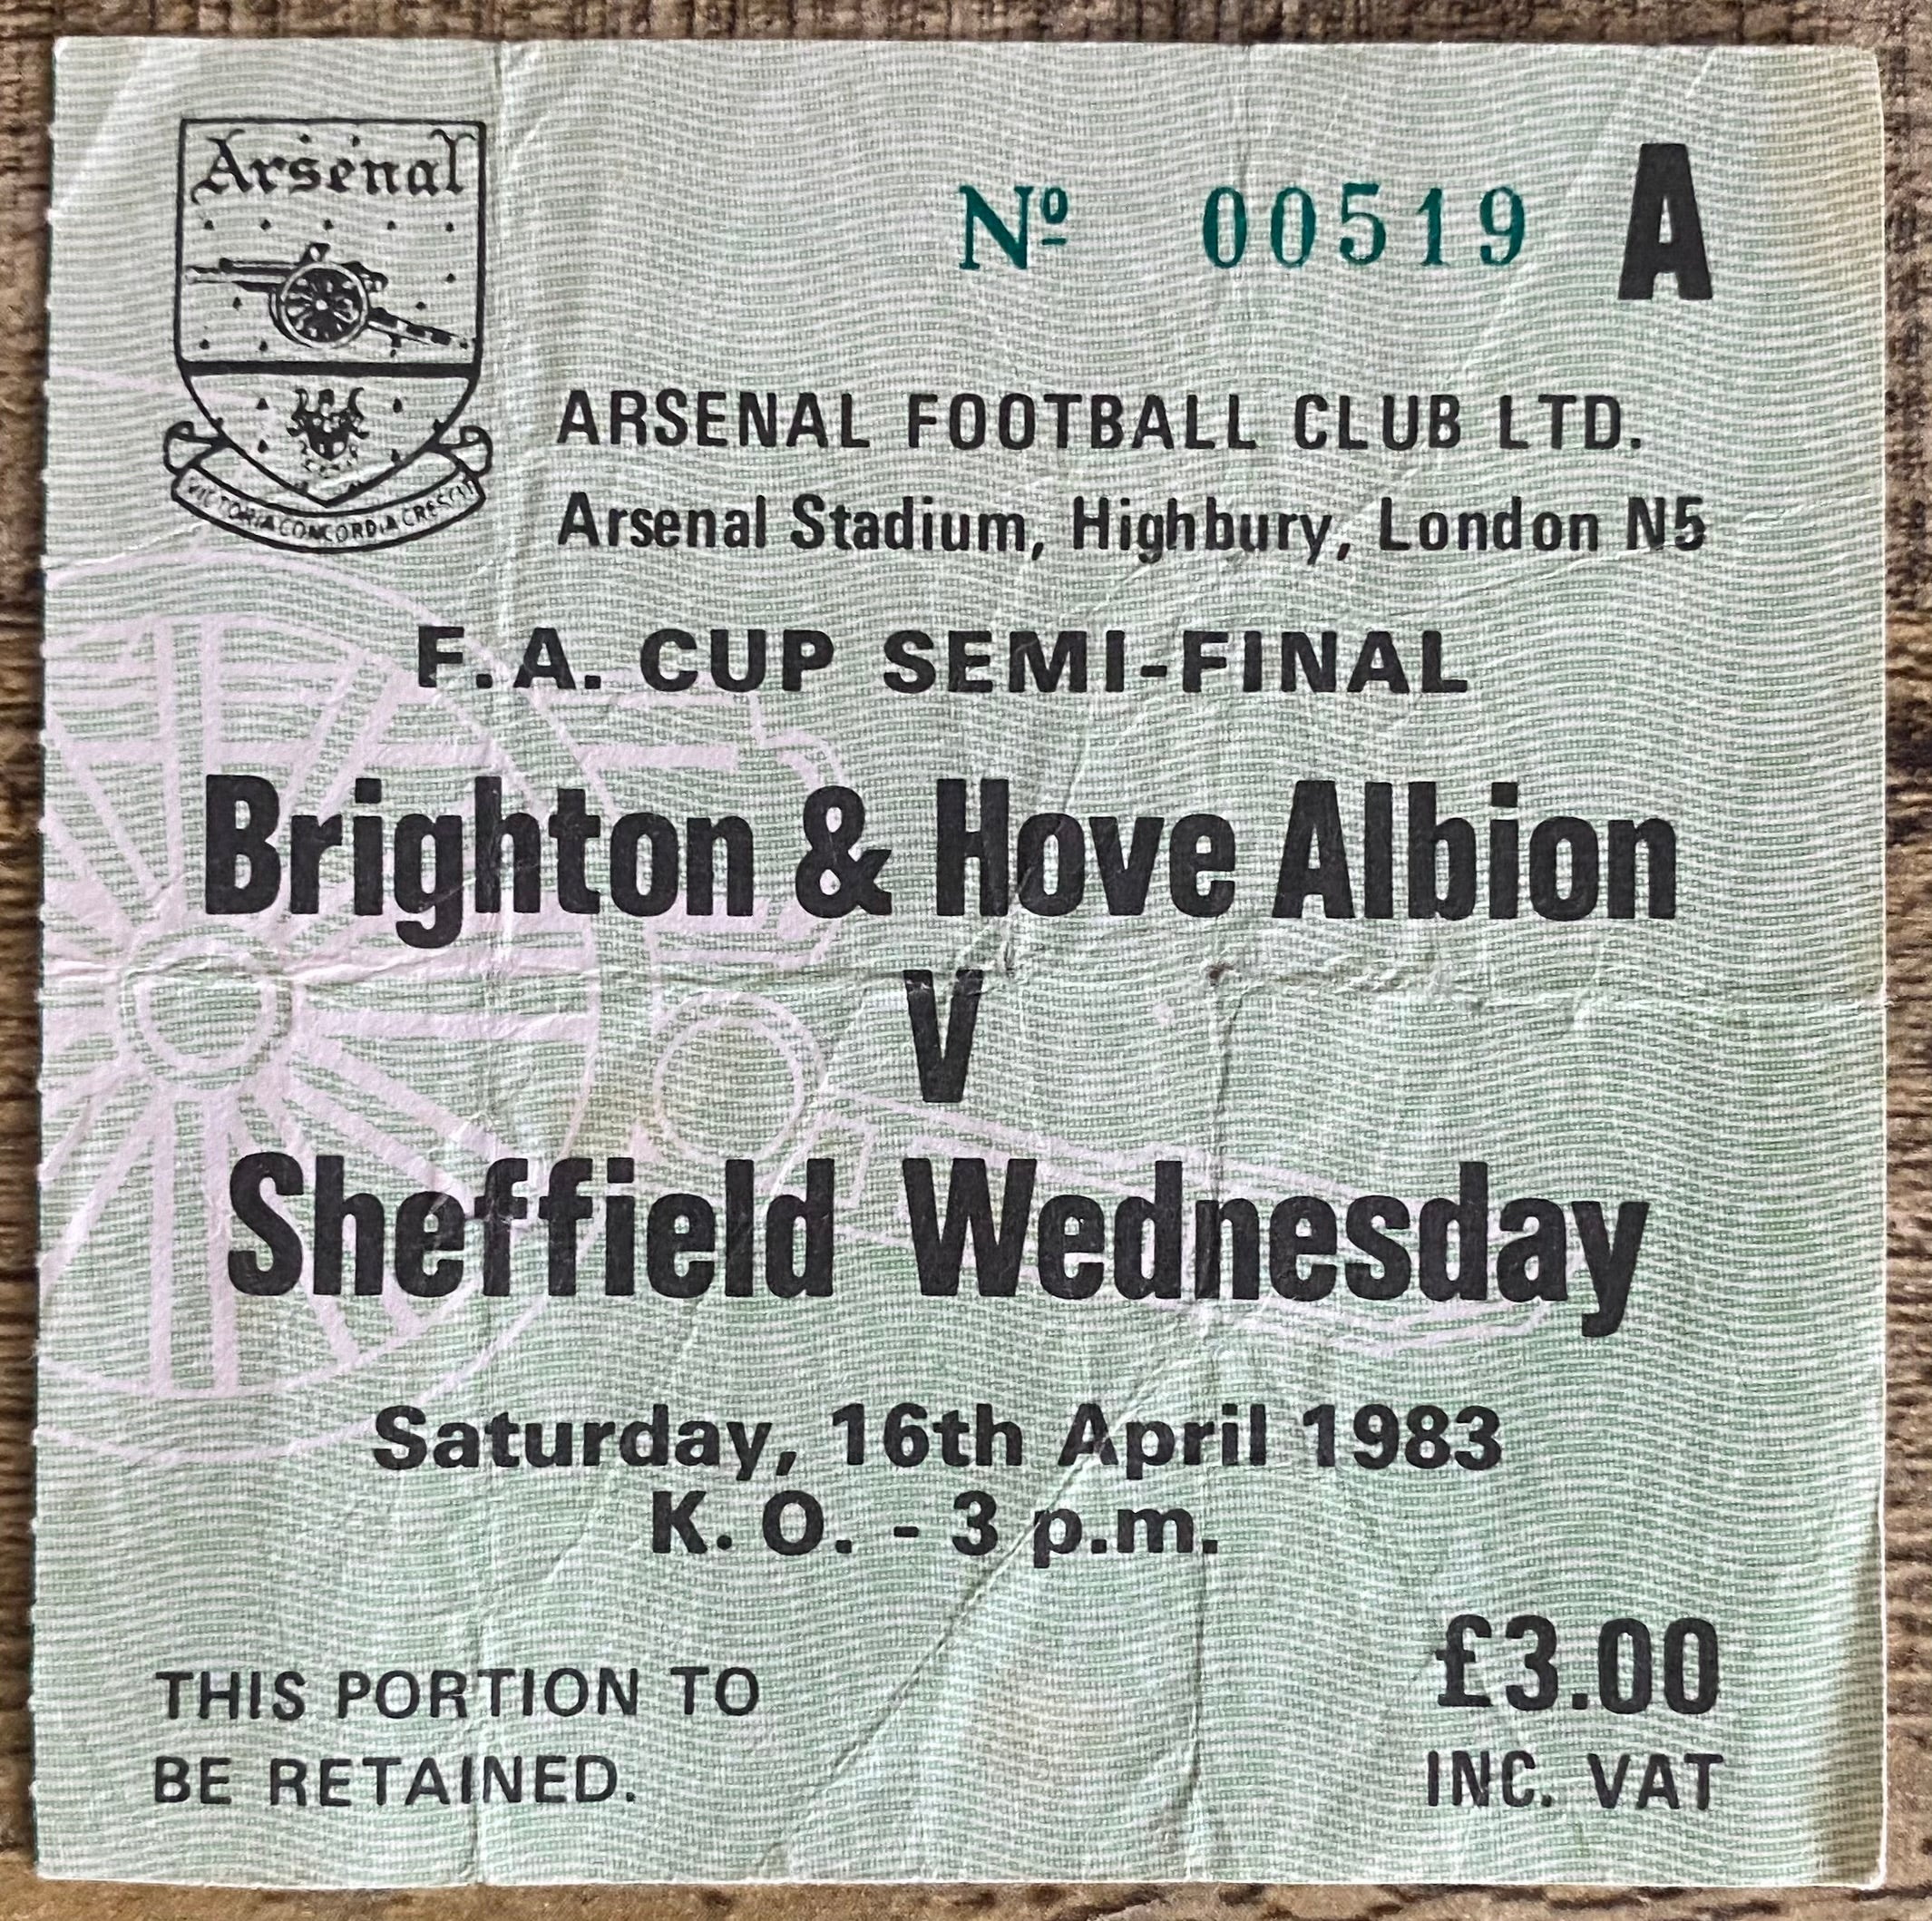 Arsenal
Nº 00519 A
VICTORIA CONCORDIA CRESCIT
ARSENAL FOOTBALL CLUB LTD.
Arsenal Stadium, Highbury, London N5
F.A. CUP SEMI-FINAL
Brighton & Hove Albion
V
Sheffield Wednesday
Saturday, 16th April 1983
K. O. - 3 p.m.
THIS PORTION TO
BE RETAINED.
£3.00
INC. VAT